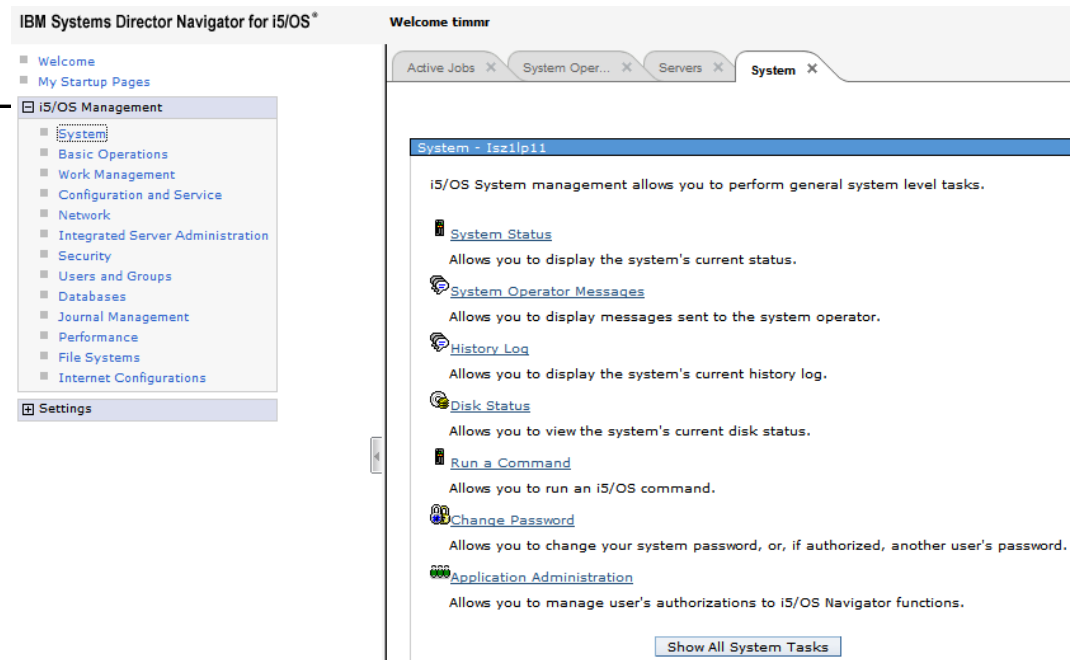 IBM Systems Director Navigator for i5/OS®
Welcome timmr
Welcome
My Startup Pages
i5/OS Management
System
Basic Operations
Work Management
Configuration and Service
Network
Integrated Server Administration
Security
Users and Groups
Databases
Journal Management
Performance
File Systems
Internet Configurations
Settings
Active Jobs
System Oper...
Servers
System
System - Isz1lp11
i5/OS System management allows you to perform general system level tasks.
System Status
Allows you to display the system's current status.
System Operator Messages
Allows you to display messages sent to the system operator.
History Log
Allows you to display the system's current history log.
Disk Status
Allows you to view the system's current disk status.
Run a Command
Allows you to run an i5/OS command.
Change Password
Allows you to change your system password, or, if authorized, another user's password.
Application Administration
Allows you to manage user's authorizations to i5/OS Navigator functions.
Show All System Tasks